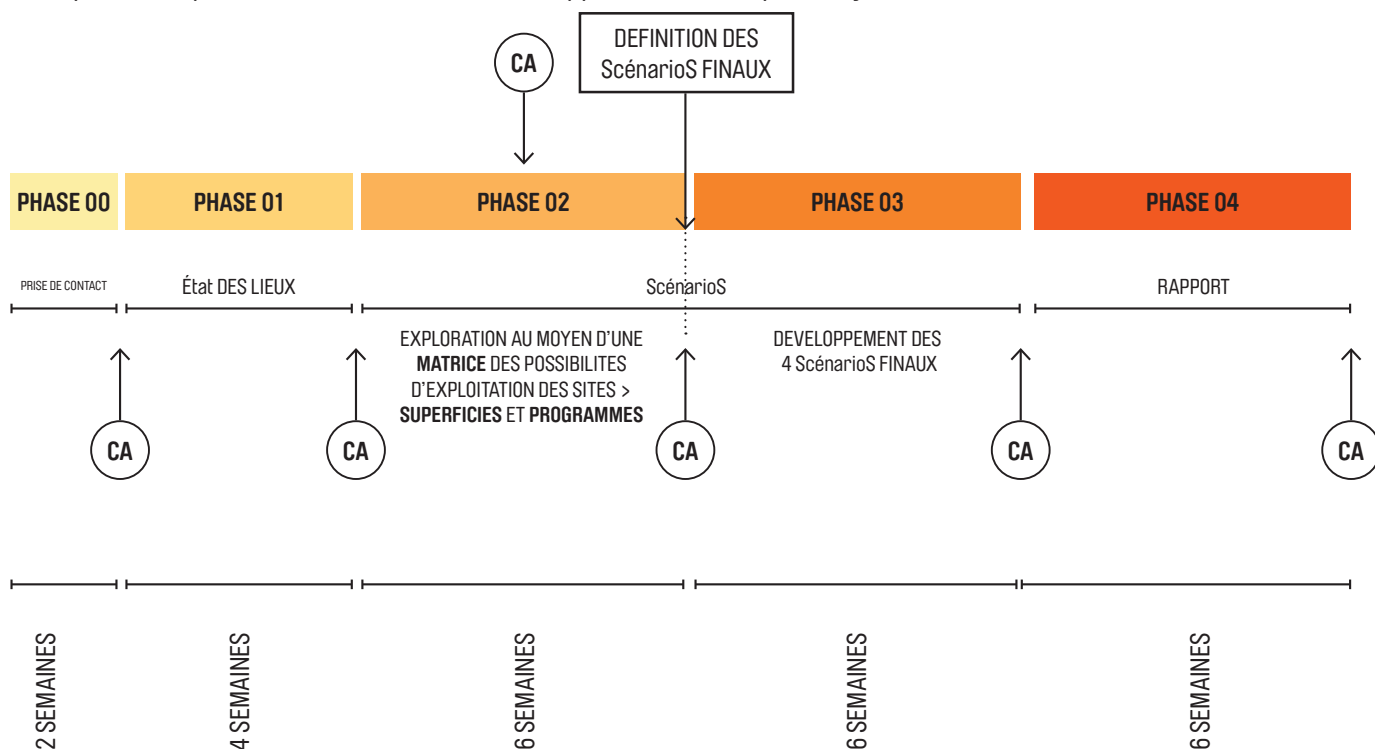 DEFINITION DES
ScénarioS FINAUX
CA
PHASE 00
PHASE 01
PHASE 02
PHASE 03
PHASE 04
PRISE DE CONTACT
État DES LIEUX
ScénarioS
RAPPORT
EXPLORATION AU MOYEN D'UNE
MATRICE DES POSSIBILITES
D'EXPLOITATION DES SITES >
SUPERFICIES ET PROGRAMMES
DEVELOPPEMENT DES
4 ScénarioS FINAUX
CA
CA
CA
CA
CA
2 SEMAINES
4 SEMAINES
6 SEMAINES
6 SEMAINES
6 SEMAINES